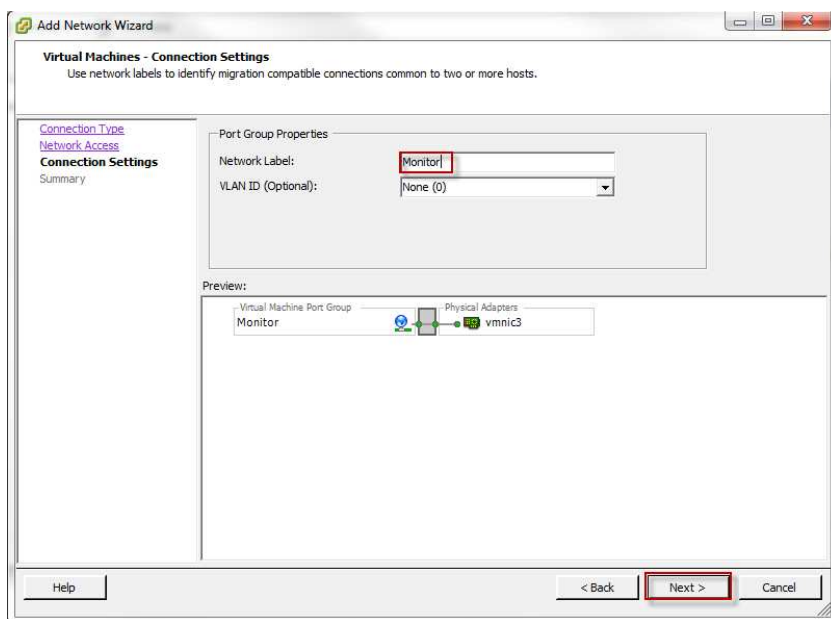 Add Network Wizard
Virtual Machines - Connection Settings
Use network labels to identify migration compatible connections common to two or more hosts.
Connection Type
Network Access
Connection Settings
Summary
Port Group Properties
Network Label:
Monitor
VLAN ID (Optional):
None (0)
Preview:
Virtual Machine Port Group
Monitor
Physical Adapters
vmnic3
Help
< Back
Next >
Cancel